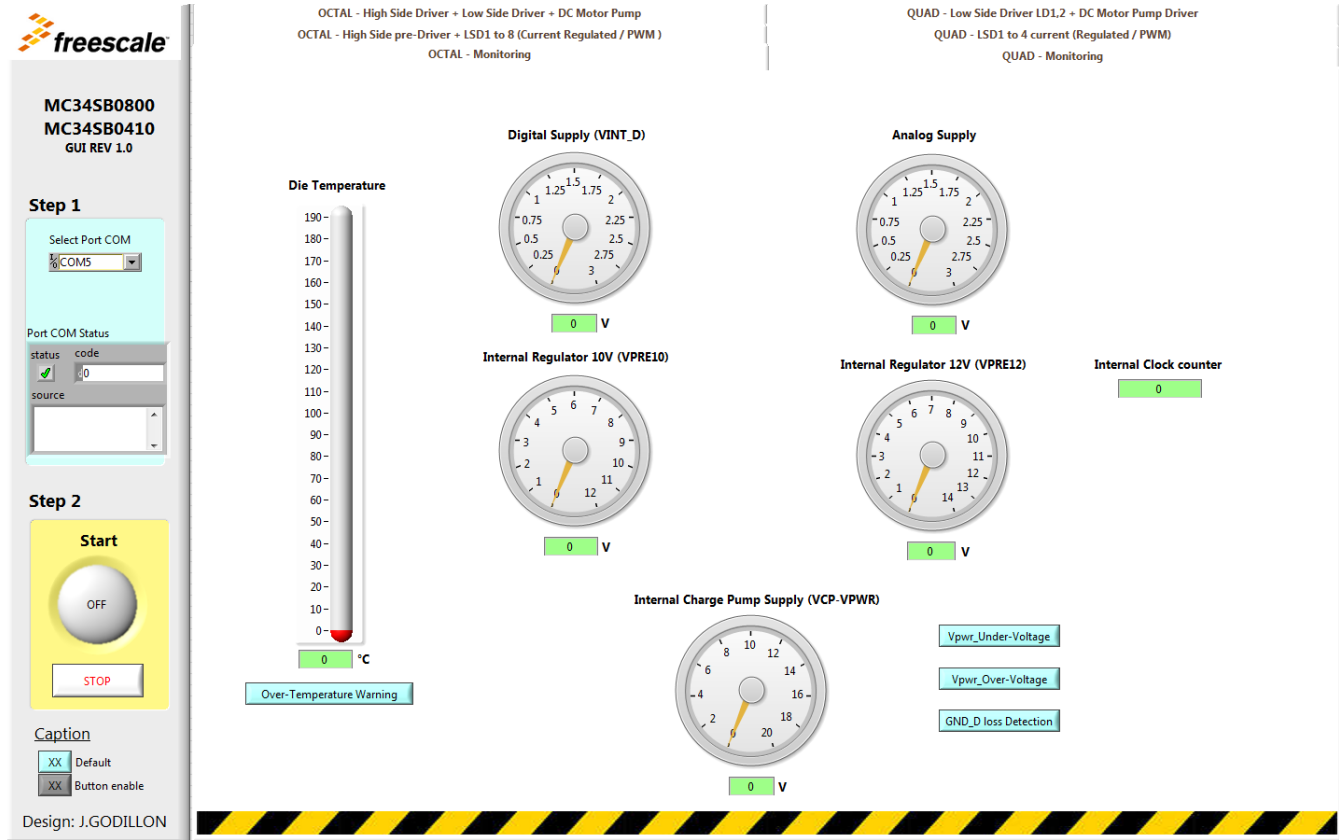 freescale
MC34SB0800
MC34SB0410
GUI REV 1.0
Step 1
Select Port COM
I/O COM5
Port COM Status
status code
d0
source
Step 2
Start
OFF
STOP
Caption
XX Default
XX Button enable
Design: J.GODILLON
OCTAL - High Side Driver + Low Side Driver + DC Motor Pump
OCTAL - High Side pre-Driver + LSD1 to 8 (Current Regulated / PWM )
OCTAL - Monitoring
QUAD - Low Side Driver LD1,2 + DC Motor Pump Driver
QUAD - LSD1 to 4 current (Regulated / PWM)
QUAD - Monitoring
Die Temperature
190
180
170
160
150
140
130
120
110
100
90
80
70
60
50
40
30
20
10
0
0 °C
Over-Temperature Warning
Digital Supply (VINT_D)
0 0.25 0.5 0.75 1 1.25 1.5 1.75 2 2.25 2.5 2.75 3
0 V
Analog Supply
0 0.25 0.5 0.75 1 1.25 1.5 1.75 2 2.25 2.5 2.75 3
0 V
Internal Regulator 10V (VPRE10)
0 1 2 3 4 5 6 7 8 9 10 11 12
0 V
Internal Regulator 12V (VPRE12)
0 1 2 3 4 5 6 7 8 9 10 11 12 13 14
0 V
Internal Clock counter
0
Internal Charge Pump Supply (VCP-VPWR)
0 2 4 6 8 10 12 14 16 18 20
0 V
Vpwr_Under-Voltage
Vpwr_Over-Voltage
GND_D loss Detection